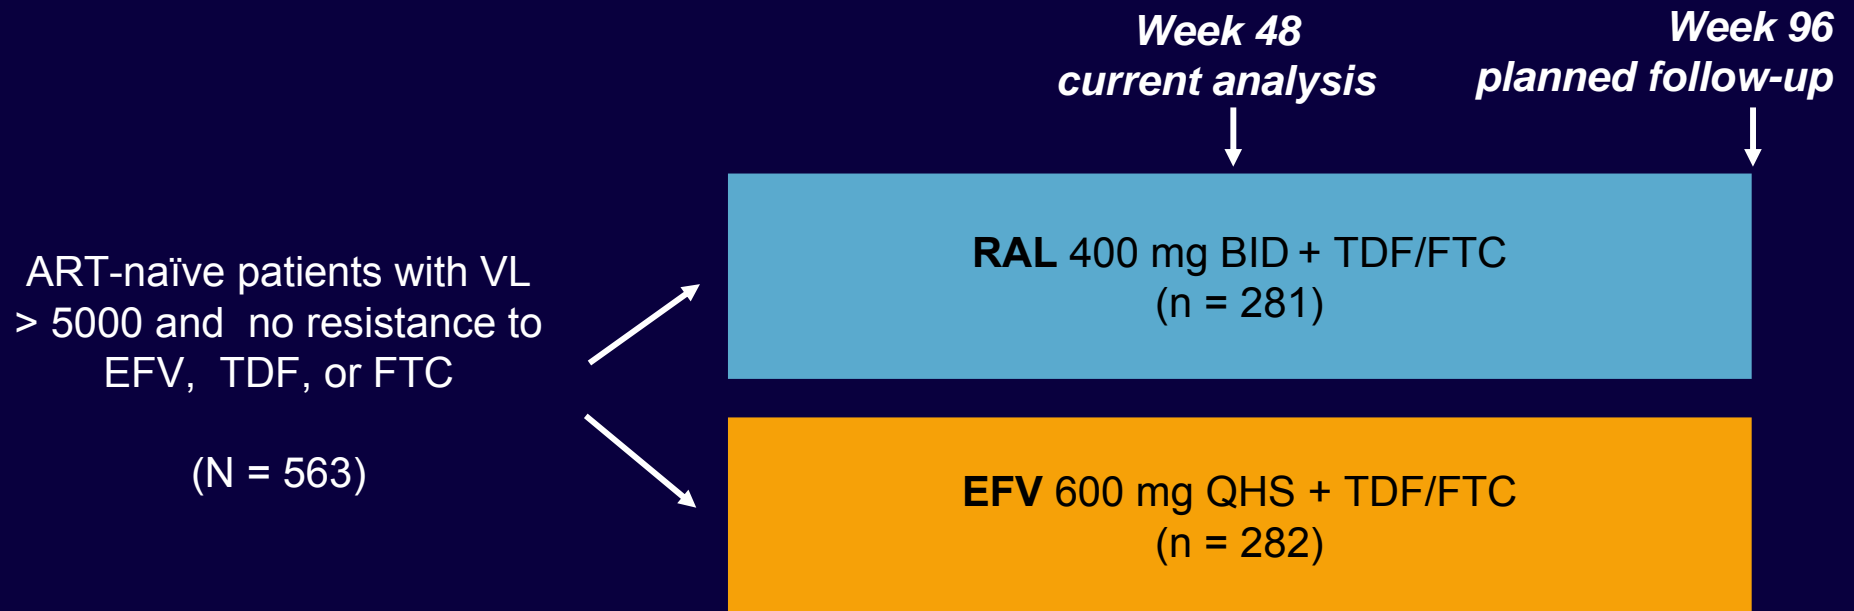 Week 48
current analysis
Week 96
planned follow-up
ART-naïve patients with VL
> 5000 and no resistance to
EFV, TDF, or FTC
(N = 563)
RAL 400 mg BID + TDF/FTC
(n = 281)
EFV 600 mg QHS + TDF/FTC
(n = 282)